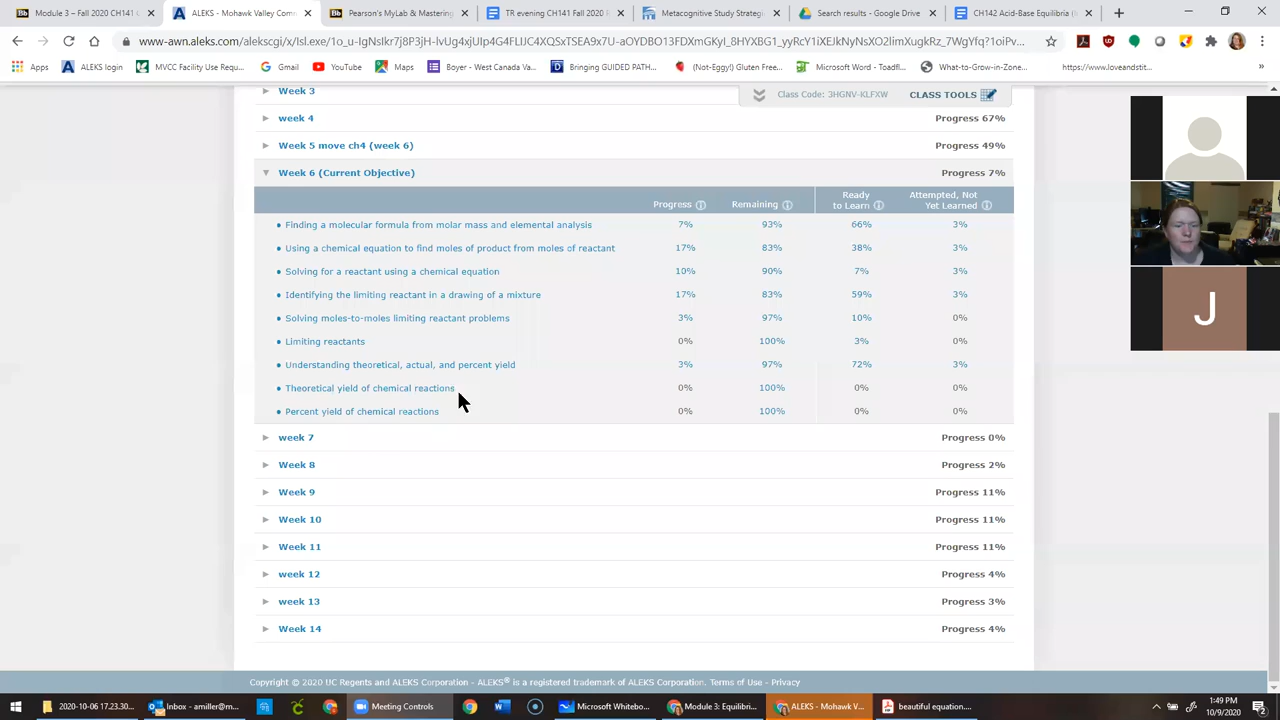 Module 3 – Fall 2020 CH141
ALEKS - Mohawk Valley Com
Pearson's MyLab & Mastering
TR evening CH141 Fall 2020
Metacognitive Study Strategi
Search results - Google Drive
CH142 Acid-Base Equilibria
Apps
ALEKS login
MVCC Facility Use Requ...
Gmail
YouTube
Maps
Boyer - West Canada Va...
Bringing GUIDED PATH...
(Not-Eggy!) Gluten Free...
Microsoft Word - Toadfl...
What-to-Grow-in-Zone...
https://www.loveandstit...
Week 3
Class Code: 3HGNV-KLFXW
CLASS TOOLS
week 4 Progress 67%
Week 5 move ch4 (week 6) Progress 49%
Week 6 (Current Objective) Progress 7%
Progress Remaining Ready to Learn Attempted, Not Yet Learned
• Finding a molecular formula from molar mass and elemental analysis 7% 93% 66% 3%
• Using a chemical equation to find moles of product from moles of reactant 17% 83% 38% 3%
• Solving for a reactant using a chemical equation 10% 90% 7% 3%
• Identifying the limiting reactant in a drawing of a mixture 17% 83% 59% 3%
• Solving moles-to-moles limiting reactant problems 3% 97% 10% 0%
• Limiting reactants 0% 100% 3% 0%
• Understanding theoretical, actual, and percent yield 3% 97% 72% 3%
• Theoretical yield of chemical reactions 0% 100% 0% 0%
• Percent yield of chemical reactions 0% 100% 0% 0%
week 7 Progress 0%
Week 8 Progress 2%
Week 9 Progress 11%
Week 10 Progress 11%
Week 11 Progress 11%
week 12 Progress 4%
week 13 Progress 3%
Week 14 Progress 4%
J
Copyright © 2020 UC Regents and ALEKS Corporation - ALEKS® is a registered trademark of ALEKS Corporation. Terms of Use - Privacy
2020-10-06 17.23.30...
Inbox - amiller@m...
Meeting Controls
Microsoft Whitebo...
Module 3: Equilibri...
ALEKS - Mohawk V...
beautiful equation....
1:49 PM
10/9/2020